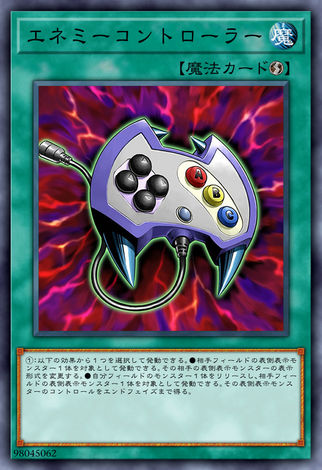 エネミーコントローラー
魔
【魔法カード】
A
B
C
①:以下の効果から１つを選択して発動できる。●相手フィールドの表側表示モ
ンスター１体を対象として発動できる。その相手の表側表示モンスターの表示
形式を変更する。●自分フィールドのモンスター１体をリリースし、相手フィー
ルドの表側表示モンスター１体を対象として発動できる。その表側表示モンス
ターのコントロールをエンドフェイズまで得る。
98045062